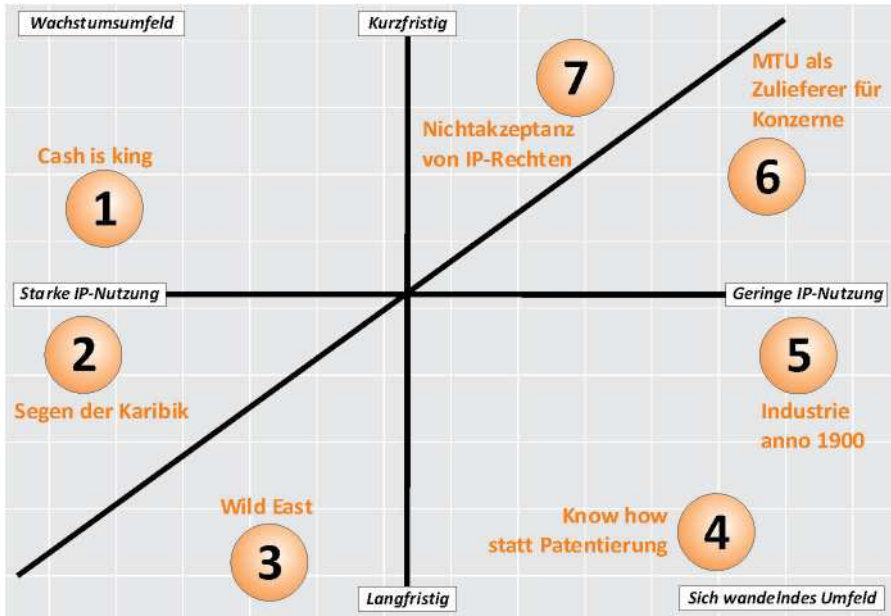 Wachstumsumfeld
Kurzfristig
7
MTU als
Zulieferer für
Konzerne
Nichtakzeptanz
von IP-Rechten
Cash is king
1
6
Starke IP-Nutzung
Geringe IP-Nutzung
2
5
Segen der Karibik
Industrie
anno 1900
Wild East
3
Know how
statt Patentierung
4
Langfristig
Sich wandelndes Umfeld